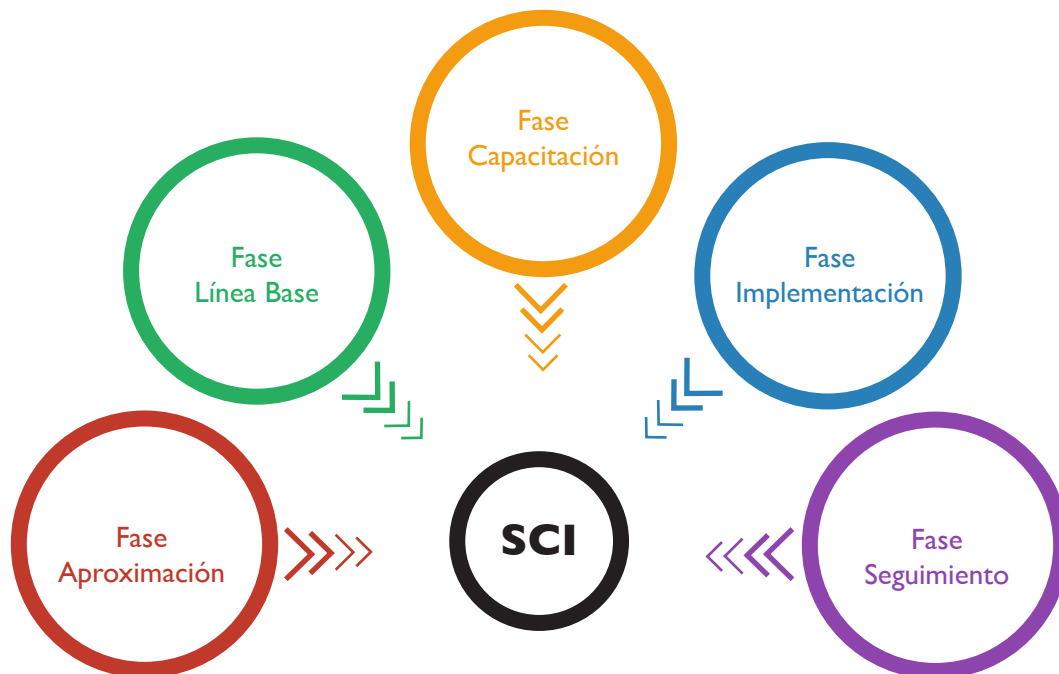 Fase
Capacitación
Fase
Línea Base
Fase
Implementación
Fase
Aproximación
SCI
Fase
Seguimiento